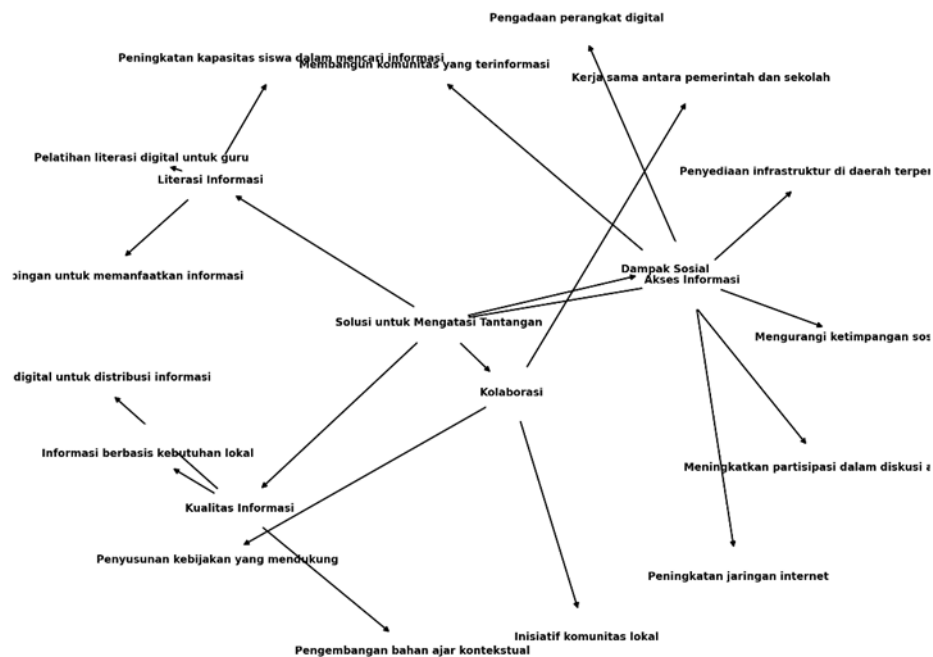 Pengadaan perangkat digital
Peningkatan kapasitas siswa dalam mencari informasi
Membangun komunitas yang terinformasi
Kerja sama antara pemerintah dan sekolah
Pelatihan literasi digital untuk guru
Penyediaan infrastruktur di daerah
Literasi Informasi
Dampak Sosial
untuk memanfaatkan informasi
Akses Informasi
Solusi untuk Mengatasi Tantangan
Mengurangi ketimpangan
digital untuk distribusi informasi
Kolaborasi
Informasi berbasis kebutuhan lokal
Meningkatkan partisipasi dalam diskusi
Kualitas Informasi
Penyusunan kebijakan yang mendukung
Peningkatan jaringan internet
Inisiatif komunitas lokal
Pengembangan bahan ajar kontekstual